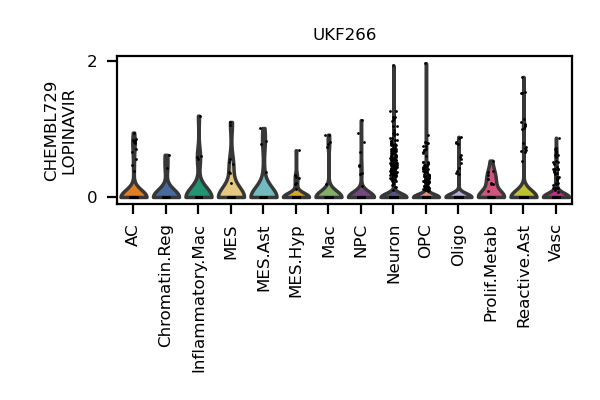 UKF266
CHEMBL729
LOPINAVIR
2
0
AC
Chromatin.Reg
Inflammatory.Mac
MES
MES.Ast
MES.Hyp
Mac
NPC
Neuron
OPC
Oligo
Prolif.Metab
Reactive.Ast
Vasc